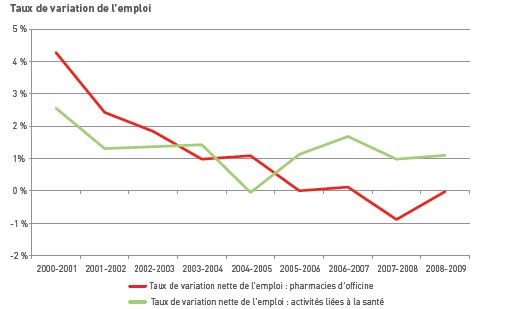 Taux de variation de l'emploi
5 %
4 %
3 %
2 %
1 %
0 %
-1 %
-2 %
2000-2001 2001-2002 2002-2003 2003-2004 2004-2005 2005-2006 2006-2007 2007-2008 2008-2009
Taux de variation nette de l'emploi : pharmacies d'officine
Taux de variation nette de l'emploi : activités liées à la santé